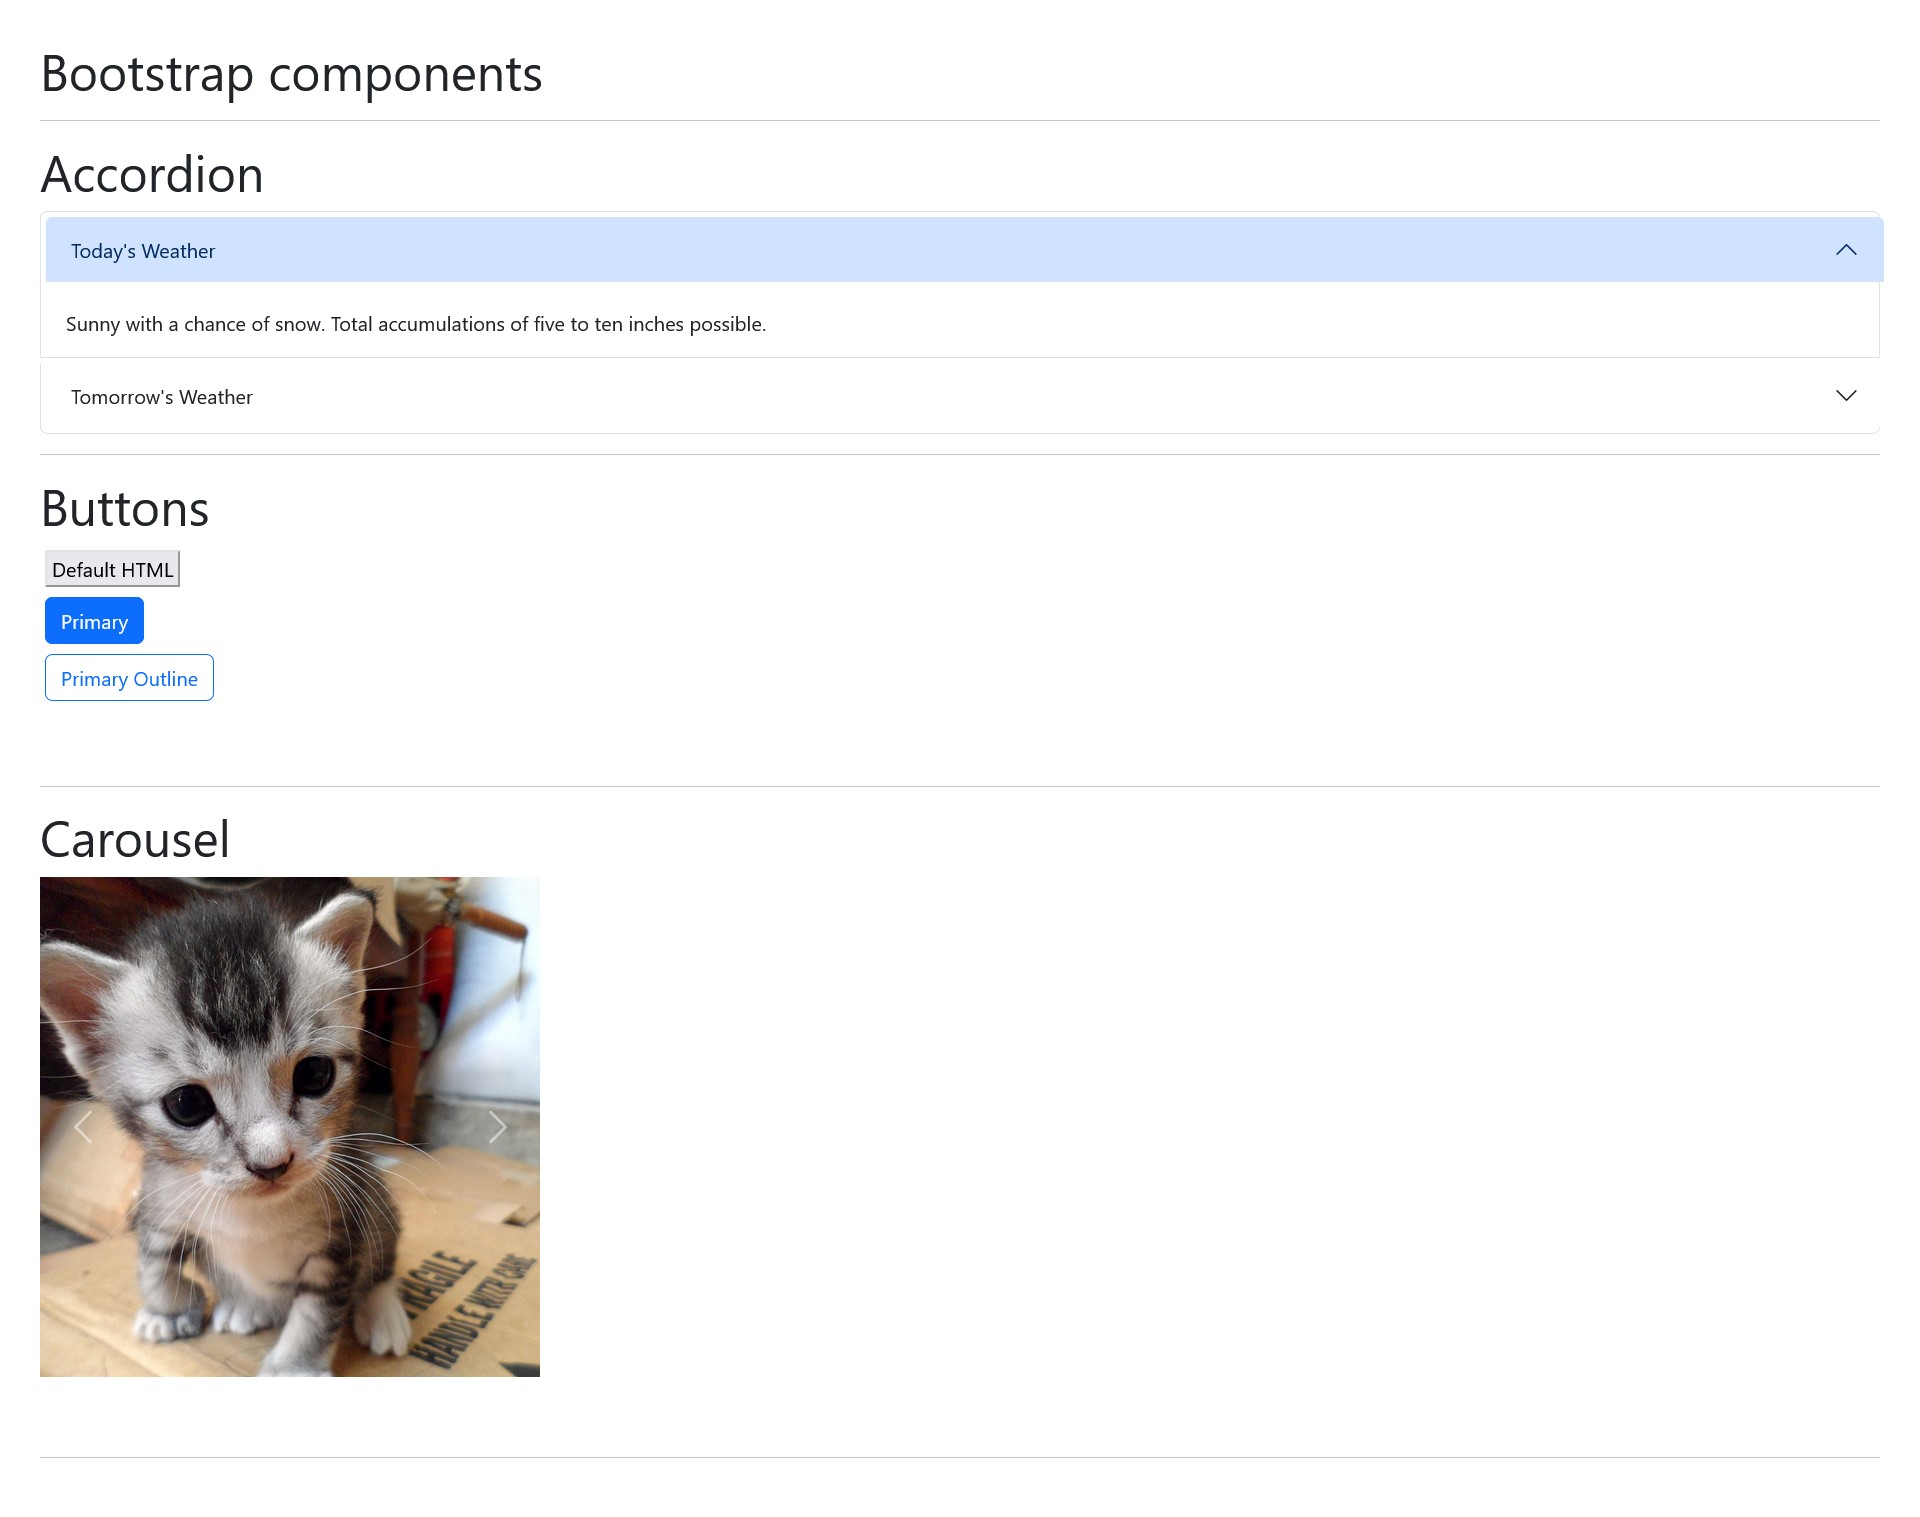 Bootstrap components
Accordion
Today's Weather
Sunny with a chance of snow. Total accumulations of five to ten inches possible.
Tomorrow's Weather
Buttons
Default HTML
Primary
Primary Outline
Carousel
FRAGILE
HANDLE WITH CARE